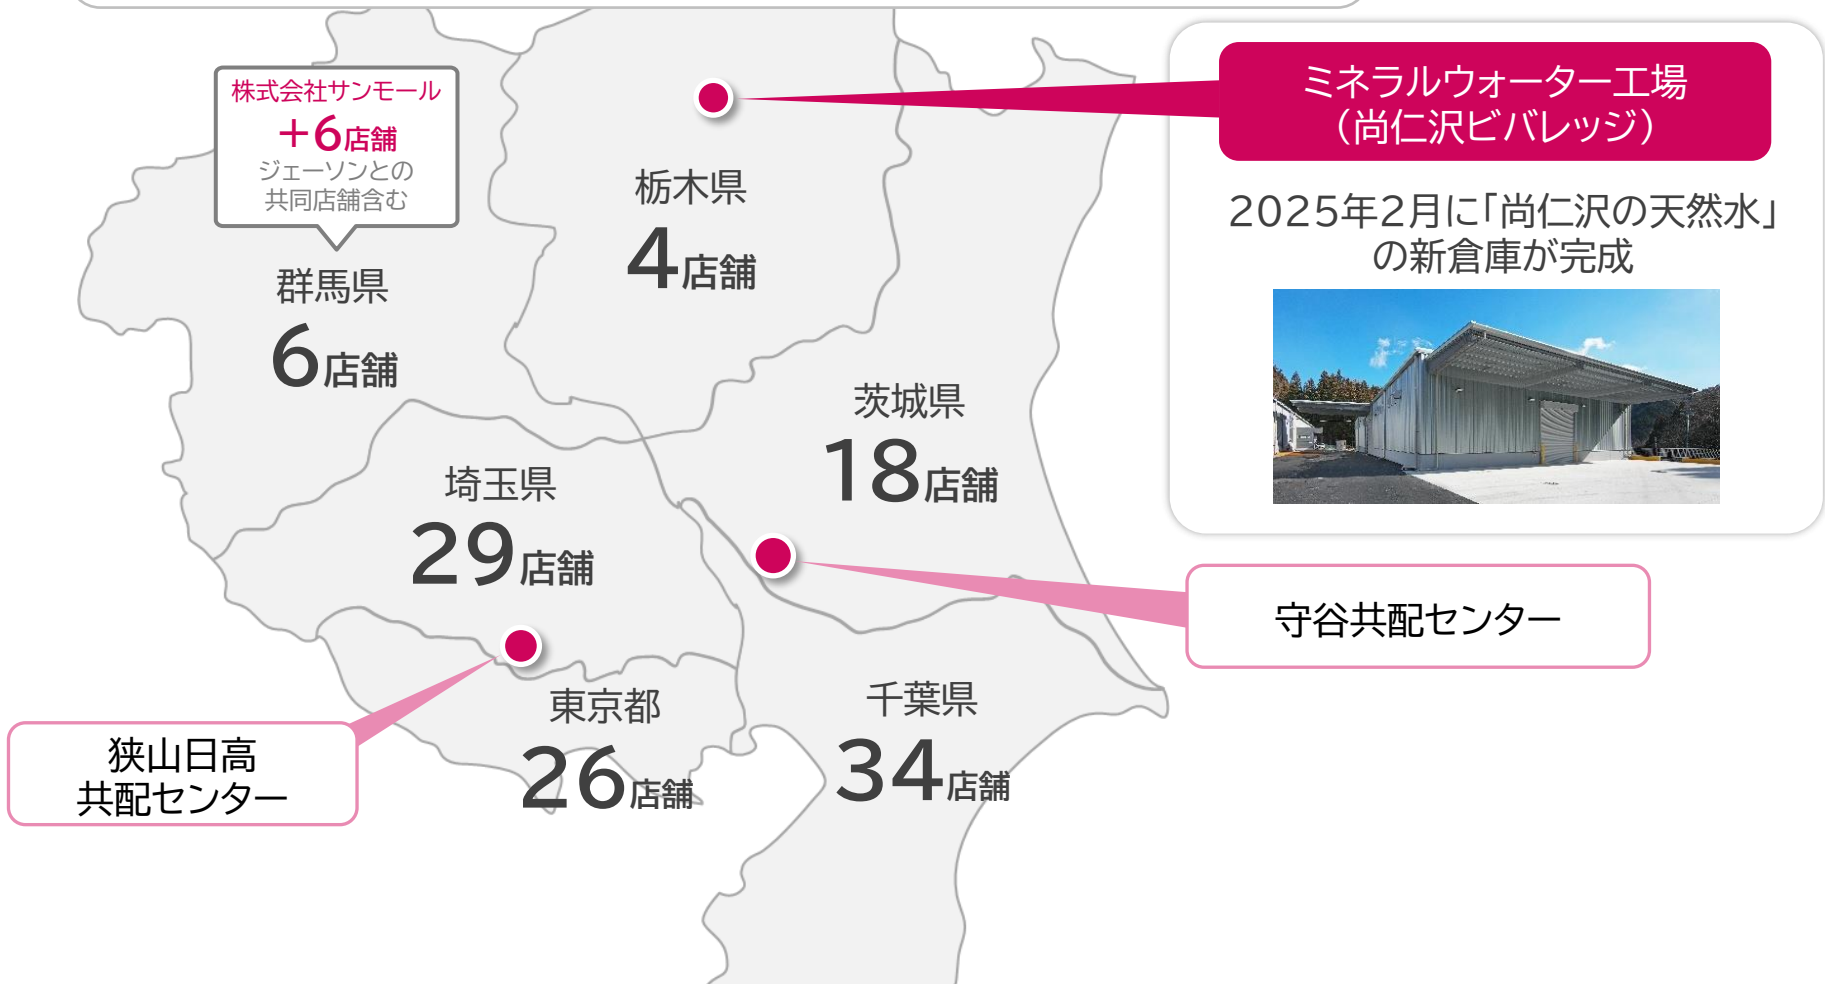 株式会社サンモール
+6店舗
ジェーソンとの
共同店舗含む
群馬県
6店舗
栃木県
4店舗
ミネラルウォーター工場
（尚仁沢ビバレッジ）
2025年2月に「尚仁沢の天然水」
の新倉庫が完成
茨城県
18店舗
埼玉県
29店舗
守谷共配センター
東京都
26店舗
千葉県
34店舗
狭山日高
共配センター